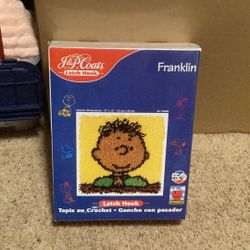 J&P Coats
Latch Hook
Franklin
Latch Hook
Tapis au Crochet • Gancho con pasador